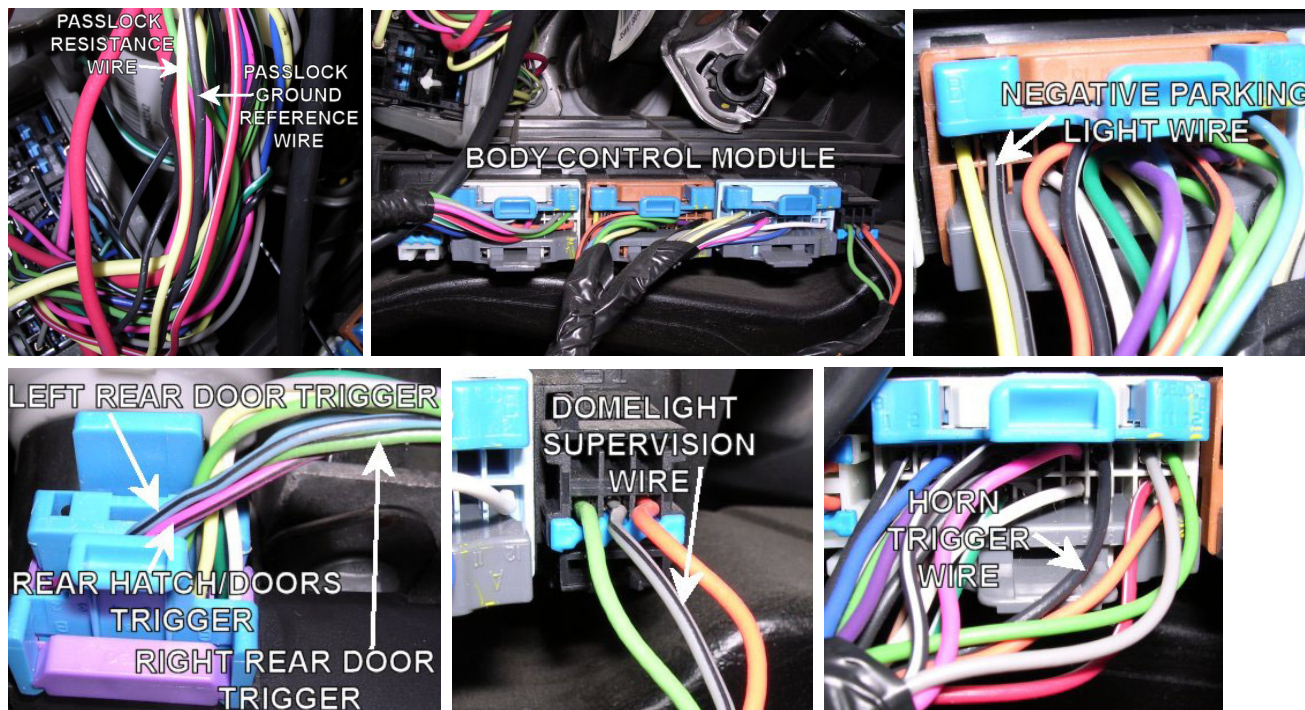 PASSLOCK
RESISTANCE
WIRE
PASSLOCK
GROUND
REFERENCE
WIRE
BODY CONTROL MODULE
NEGATIVE PARKING
LIGHT WIRE
LEFT REAR DOOR TRIGGER
REAR HATCH/DOORS
TRIGGER
RIGHT REAR DOOR
TRIGGER
DOMELIGHT
SUPERVISION
WIRE
HORN
TRIGGER
WIRE